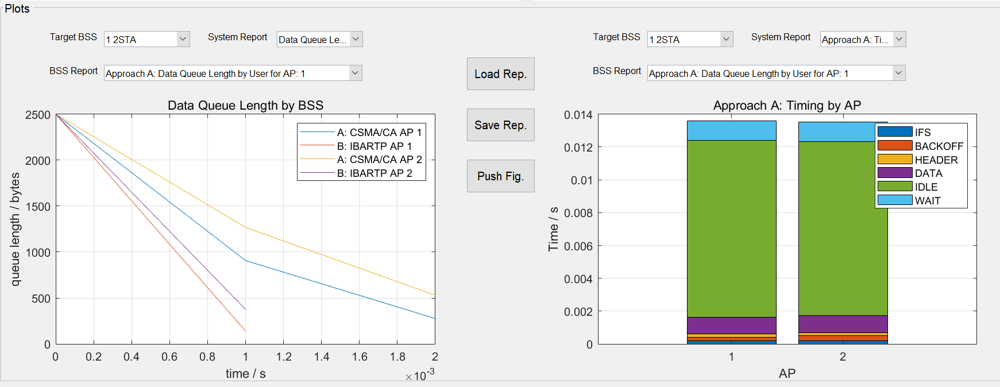 Plots
Target BSS 1 2STA System Report Data Queue Le...
BSS Report Approach A: Data Queue Length by User for AP: 1
Data Queue Length by BSS
2500
2000
1500
1000
500
0
queue length / bytes
A: CSMA/CA AP 1
B: IBARTP AP 1
A: CSMA/CA AP 2
B: IBARTP AP 2
0 0.2 0.4 0.6 0.8 1 1.2 1.4 1.6 1.8 2
time / s
×10-3
Load Rep.
Save Rep.
Push Fig.
Target BSS 1 2STA System Report Approach A: Ti...
BSS Report Approach A: Data Queue Length by User for AP: 1
Approach A: Timing by AP
0.014
0.012
0.01
0.008
0.006
0.004
0.002
0
Time / s
IFS
BACKOFF
HEADER
DATA
IDLE
WAIT
1 2
AP